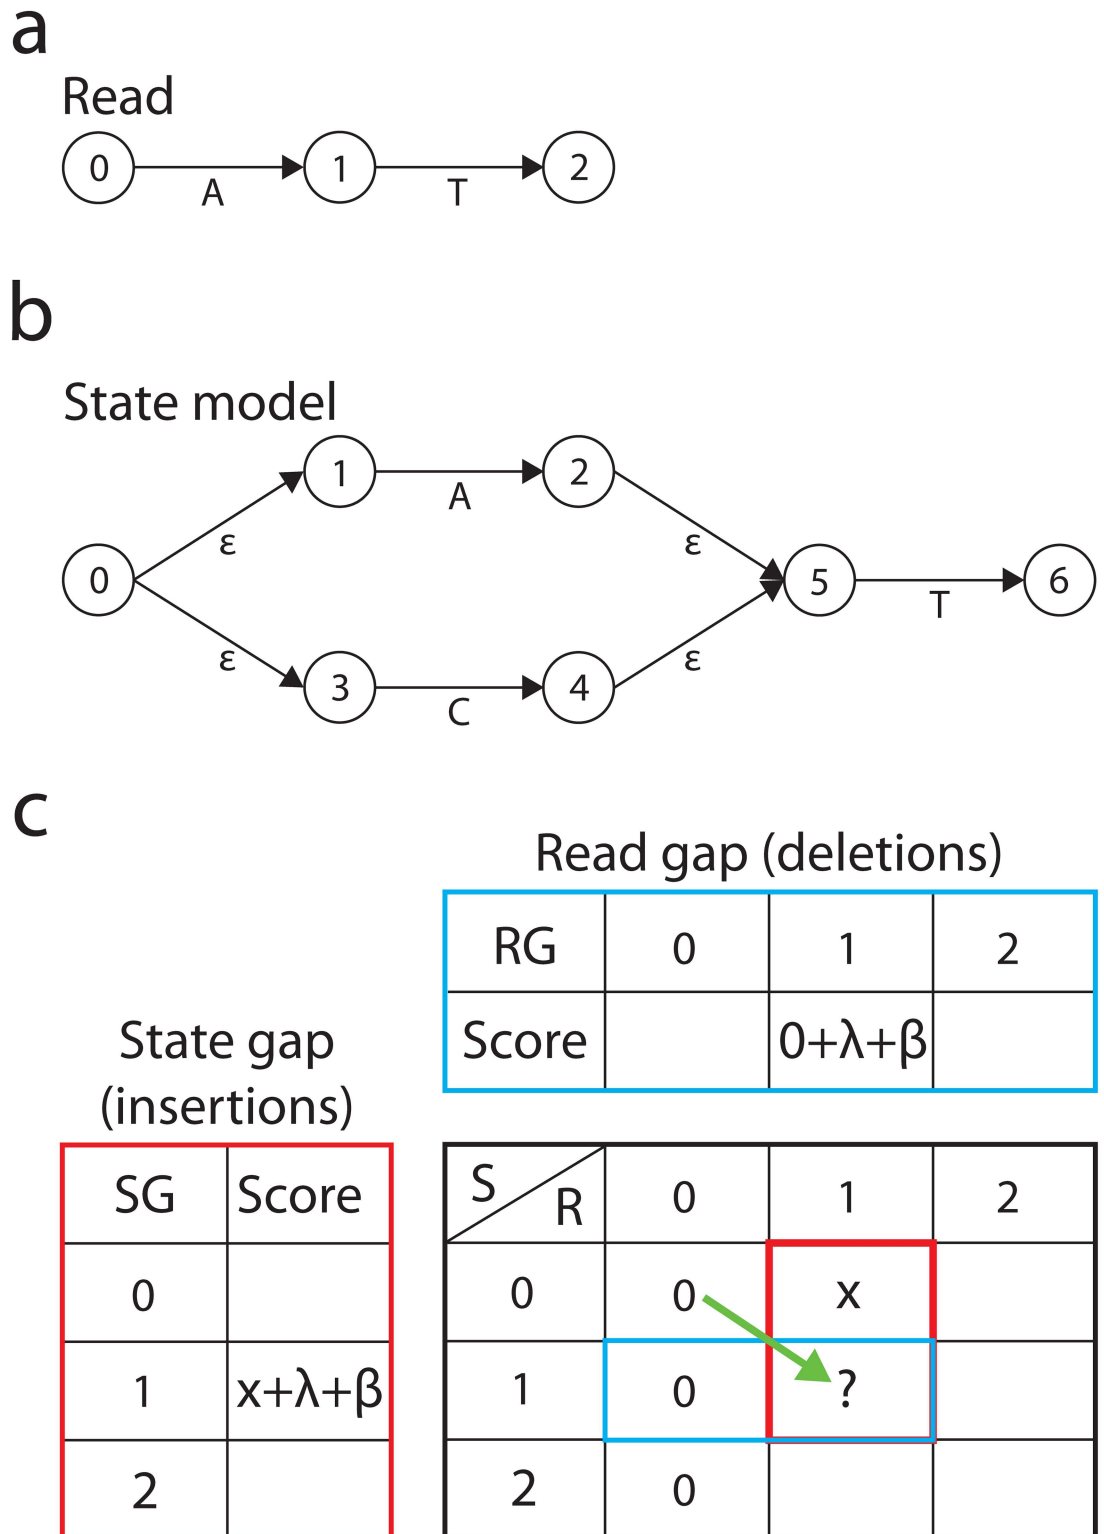 a
Read
0 1 2
A T
b
State model
1 2
A
ε ε
0 5 6
T
ε ε
3 4
C
c
Read gap (deletions)
RG 0 1 2
Score 0+λ+β
State gap
(insertions)
SG Score
0
1 x+λ+β
2
S R 0 1 2
0 0 x
1 0 ?
2 0